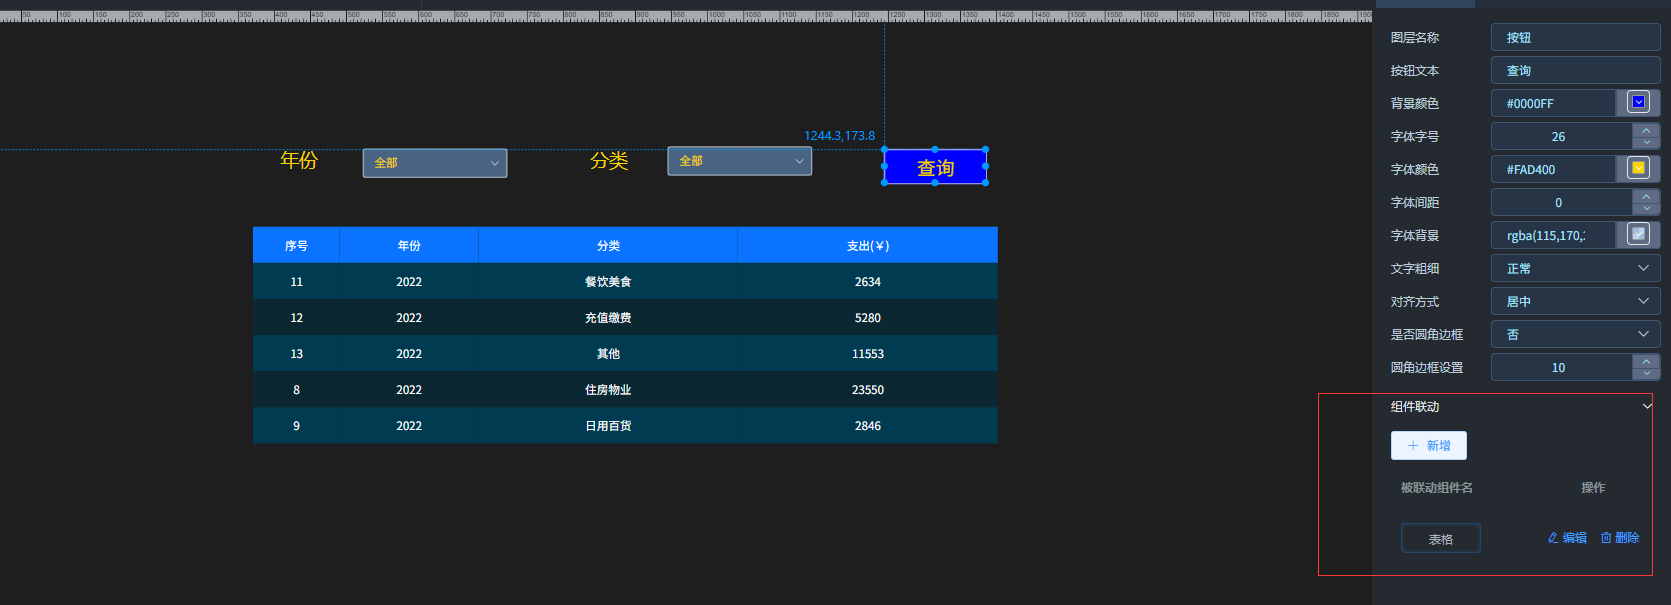 50 100 150 200 250 300 350 400 450 500 550 600 650 700 750 800 850 900 950 1000 1050 1100 1150 1200 1250 1300 1350 1400 1450 1500 1550 1600 1650 1700 1750 1800 1850
图层名称 按钮
按钮文本 查询
背景颜色 #0000FF
字体字号 26
字体颜色 #FAD400
字体间距 0
字体背景 rgba(115,170,
文字粗细 正常
对齐方式 居中
是否圆角边框 否
圆角边框设置 10
组件联动
新增
被联动组件名 操作
表格 编辑 删除
1244.3,173.8
年份 全部 分类 全部 查询
序号 年份 分类 支出(￥)
11 2022 餐饮美食 2634
12 2022 充值缴费 5280
13 2022 其他 11553
8 2022 住房物业 23550
9 2022 日用百货 2846